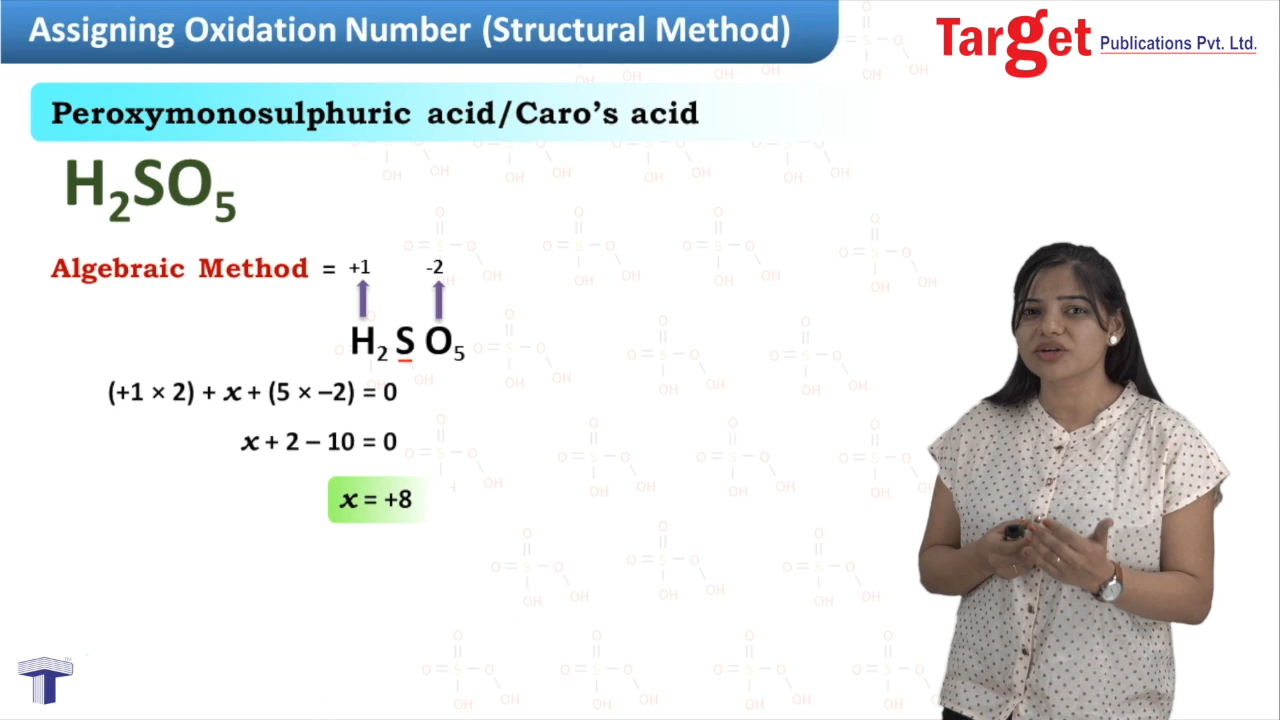 Assigning Oxidation Number (Structural Method)
Target Publications Pvt. Ltd.
Peroxymonosulphuric acid/Caro’s acid
H₂SO₅
Algebraic Method = +1 -2
H₂ S O₅
(+1 × 2) + x + (5 × –2) = 0
x + 2 – 10 = 0
x = +8